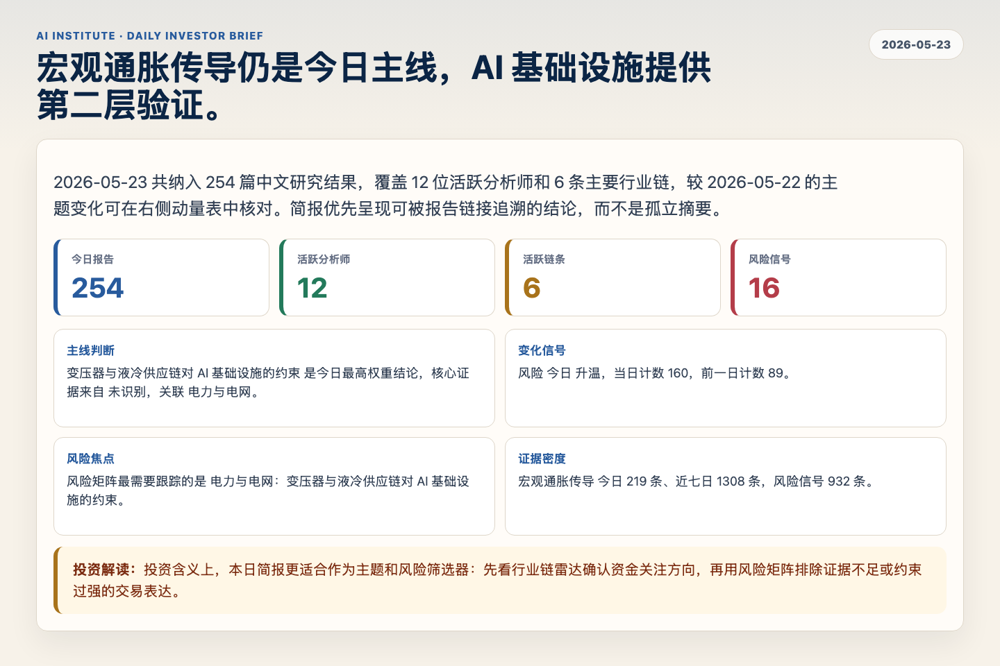 AI INSTITUTE · DAILY INVESTOR BRIEF
2026-05-23
宏观通胀传导仍是今日主线，AI 基础设施提供
第二层验证。
2026-05-23 共纳入 254 篇中文研究结果，覆盖 12 位活跃分析师和 6 条主要行业链，较 2026-05-22 的主
题变化可在右侧动量表中核对。简报优先呈现可被报告链接追溯的结论，而不是孤立摘要。
今日报告
254
活跃分析师
12
活跃链条
6
风险信号
16
主线判断
变压器与液冷供应链对 AI 基础设施的约束 是今日最高权重结论，核心证
据来自 未识别，关联 电力与电网。
变化信号
风险 今日 升温，当日计数 160，前一日计数 89。
风险焦点
风险矩阵最需要跟踪的是 电力与电网：变压器与液冷供应链对 AI 基础设
施的约束。
证据密度
宏观通胀传导 今日 219 条、近七日 1308 条，风险信号 932 条。
投资解读：投资含义上，本日简报更适合作为主题和风险筛选器：先看行业链雷达确认资金关注方向，再用风险矩阵排除证据不足或约束
过强的交易表达。